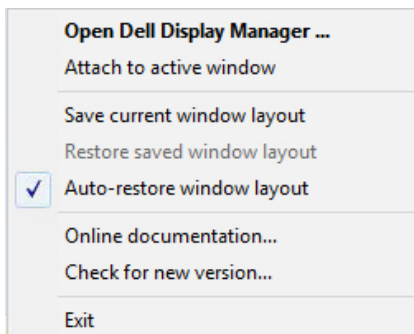 Open Dell Display Manager ...
Attach to active window
Save current window layout
Restore saved window layout
Auto-restore window layout
Online documentation...
Check for new version...
Exit